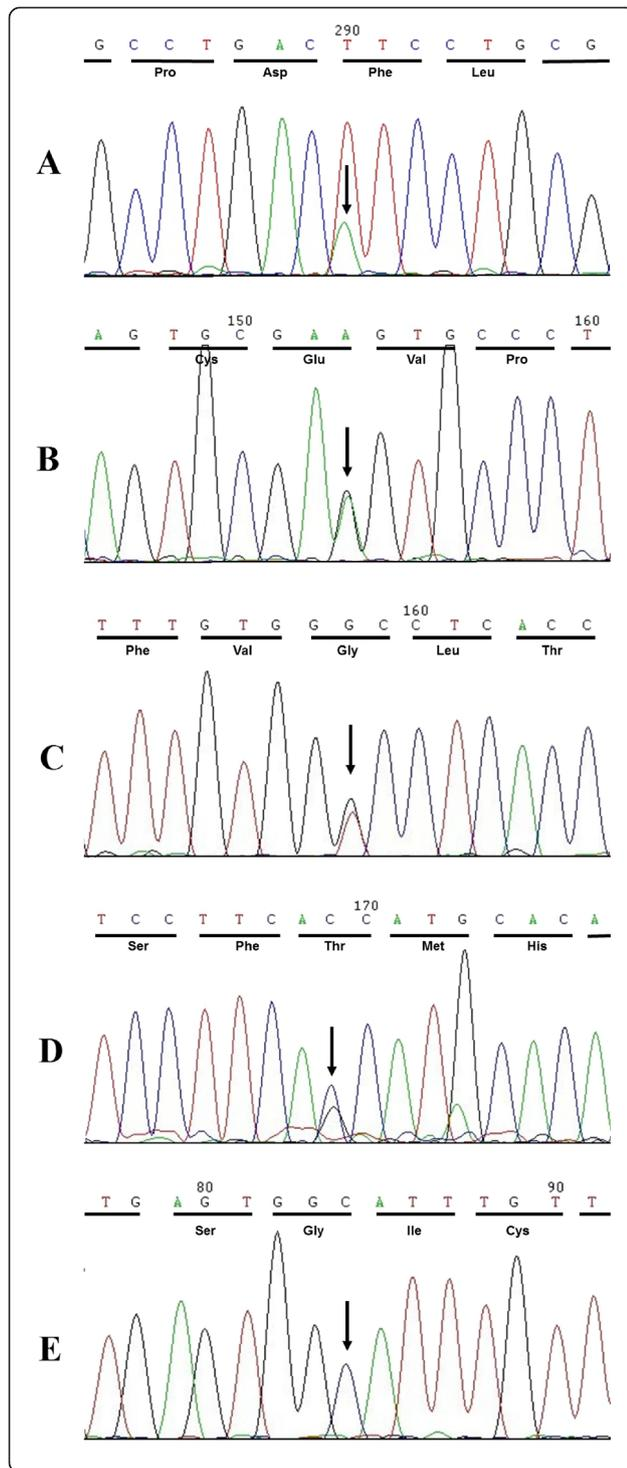 290
G C C T G A C T T C C T G C G
Pro Asp Phe Leu
A
150 160
A G T G C G A A G T G C C C T
Cys Glu Val Pro
B
160
T T T G T G G G C C T C A C C
Phe Val Gly Leu Thr
C
170
T C C T T C A C C A T G C A C A
Ser Phe Thr Met His
D
80 90
T G A G T G G C A T T T G T T
Ser Gly Ile Cys
E